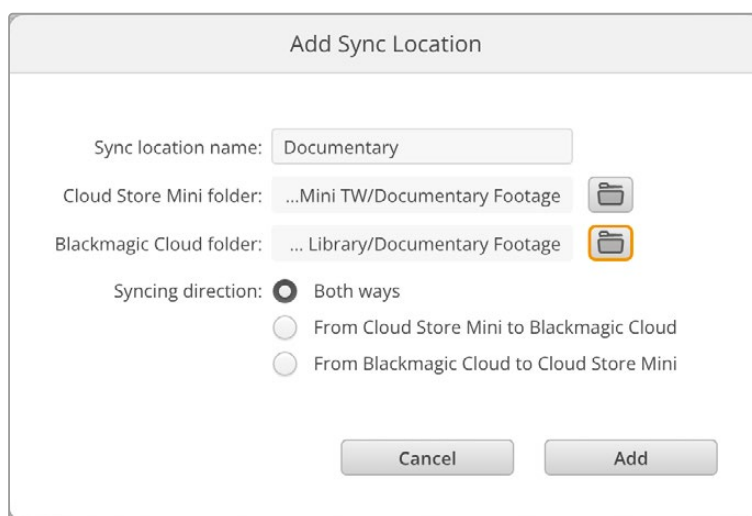 Add Sync Location
Sync location name: Documentary
Cloud Store Mini folder: ...Mini TW/Documentary Footage
Blackmagic Cloud folder: ... Library/Documentary Footage
Syncing direction: Both ways
From Cloud Store Mini to Blackmagic Cloud
From Blackmagic Cloud to Cloud Store Mini
Cancel Add